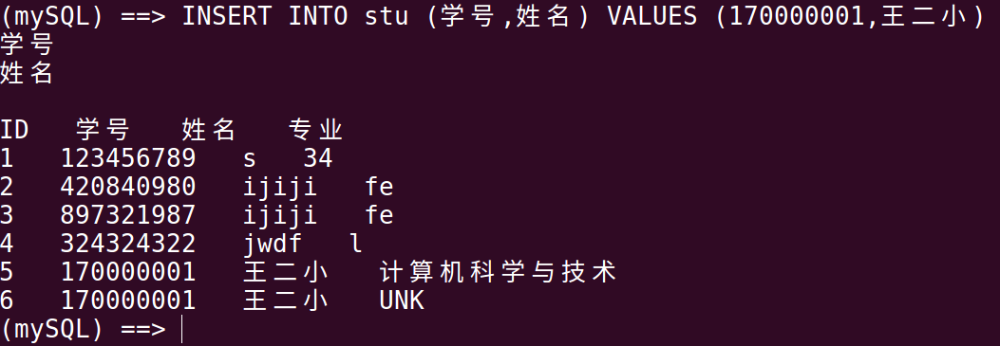 (mySQL) ==> INSERT INTO stu (学号,姓名) VALUES (170000001,王二小)
学号
姓名
ID 学号 姓名 专业
1 123456789 s 34
2 420840980 ijiji fe
3 897321987 ijiji fe
4 324324322 jwdf l
5 170000001 王二小 计算机科学与技术
6 170000001 王二小 UNK
(mySQL) ==>